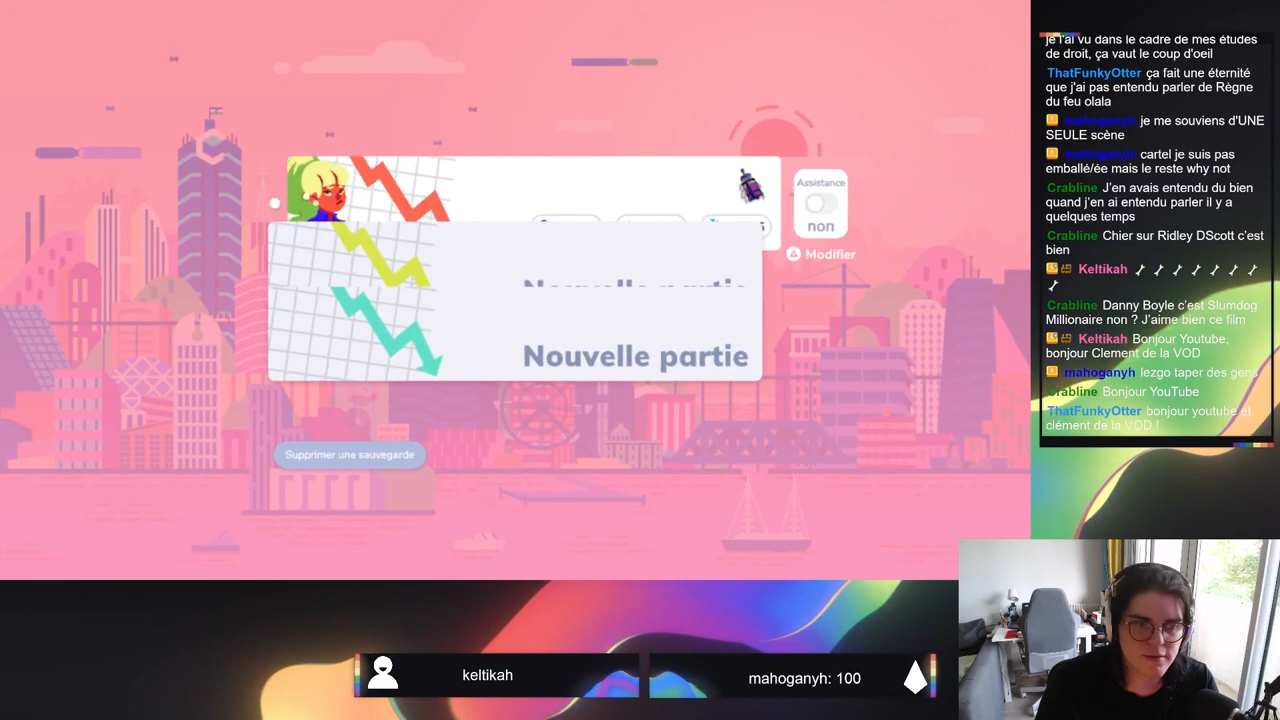 Assistance
non
Modifier
Nouvelle partie
Supprimer une sauvegarde
je l'ai vu dans le cadre de mes études
de droit, ça vaut le coup d'oeil
ThatFunkyOtter ça fait une éternité
que j'ai pas entendu parler de Règne
du feu olala
mahoganyh je me souviens d'UNE
SEULE scène
mahoganyh cartel je suis pas
emballé/ée mais le reste why not
Crabline J'en avais entendu du bien
quand j'en ai entendu parler il y a
quelques temps
Crabline Chier sur Ridley DScott c'est
bien
Keltikah
Crabline Danny Boyle c'est Slumdog
Millionaire non ? J'aime bien ce film
Keltikah Bonjour Youtube,
bonjour Clement de la VOD
mahoganyh lezgo taper des gens
Crabline Bonjour YouTube
ThatFunkyOtter bonjour youtube et
clément de la VOD !
keltikah
mahoganyh: 100